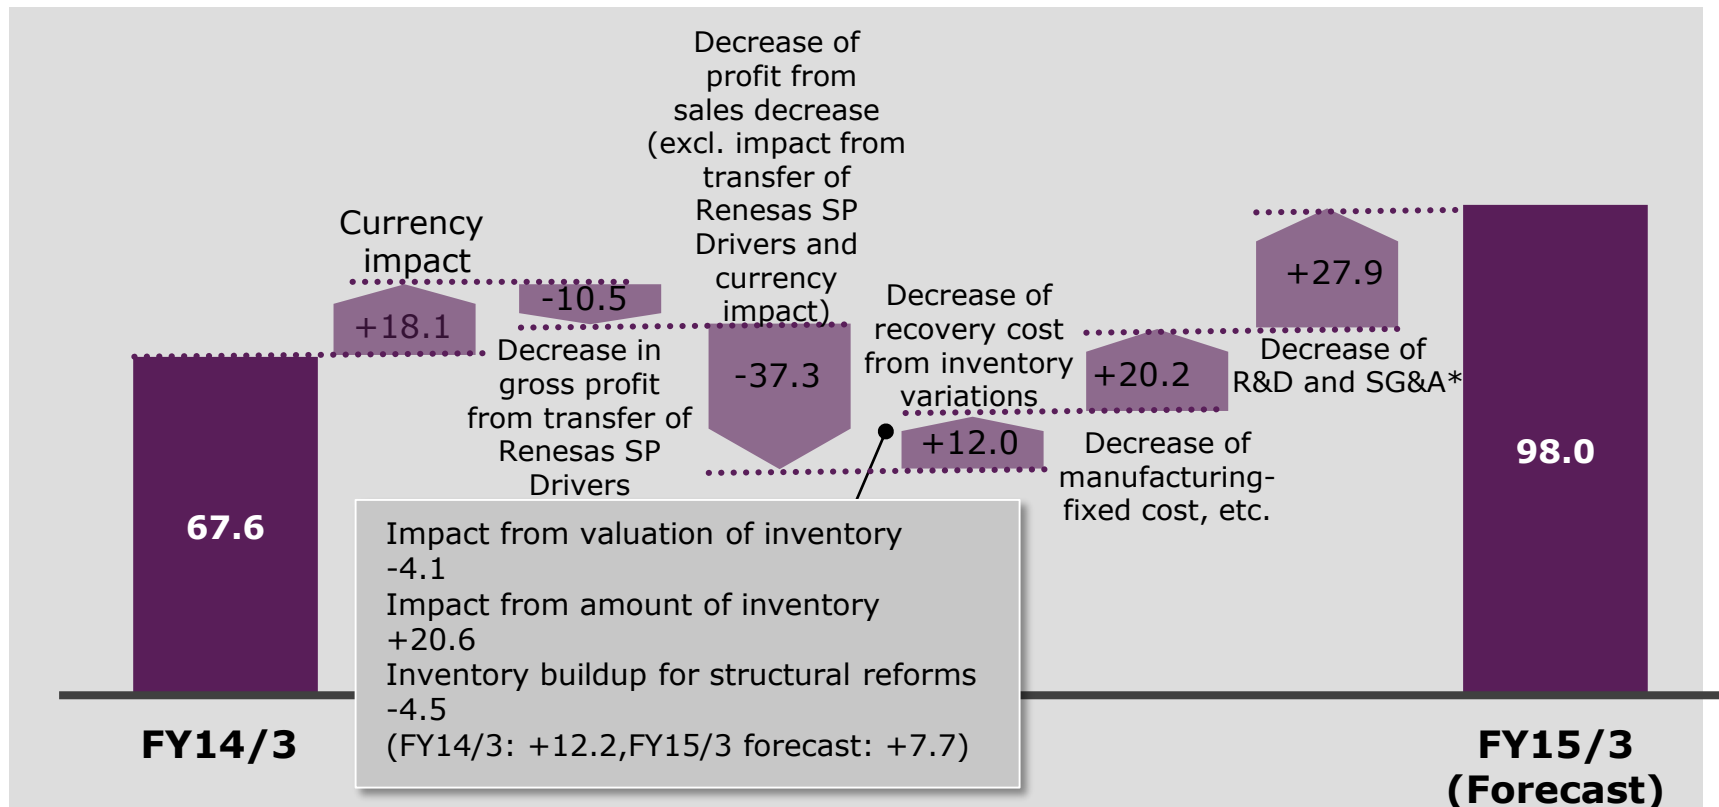 Decrease of
profit from
sales decrease
(excl. impact from
transfer of
Renesas SP
Drivers and
currency
impact)
Currency
impact
+18.1
-10.5
Decrease in
gross profit
from transfer of
Renesas SP
Drivers
-37.3
Decrease of
recovery cost
from inventory
variations
+12.0
+20.2
Decrease of
manufacturing-
fixed cost, etc.
+27.9
Decrease of
R&D and SG&A*
67.6
98.0
Impact from valuation of inventory
-4.1
Impact from amount of inventory
+20.6
Inventory buildup for structural reforms
-4.5
(FY14/3: +12.2,FY15/3 forecast: +7.7)
FY14/3
FY15/3
(Forecast)